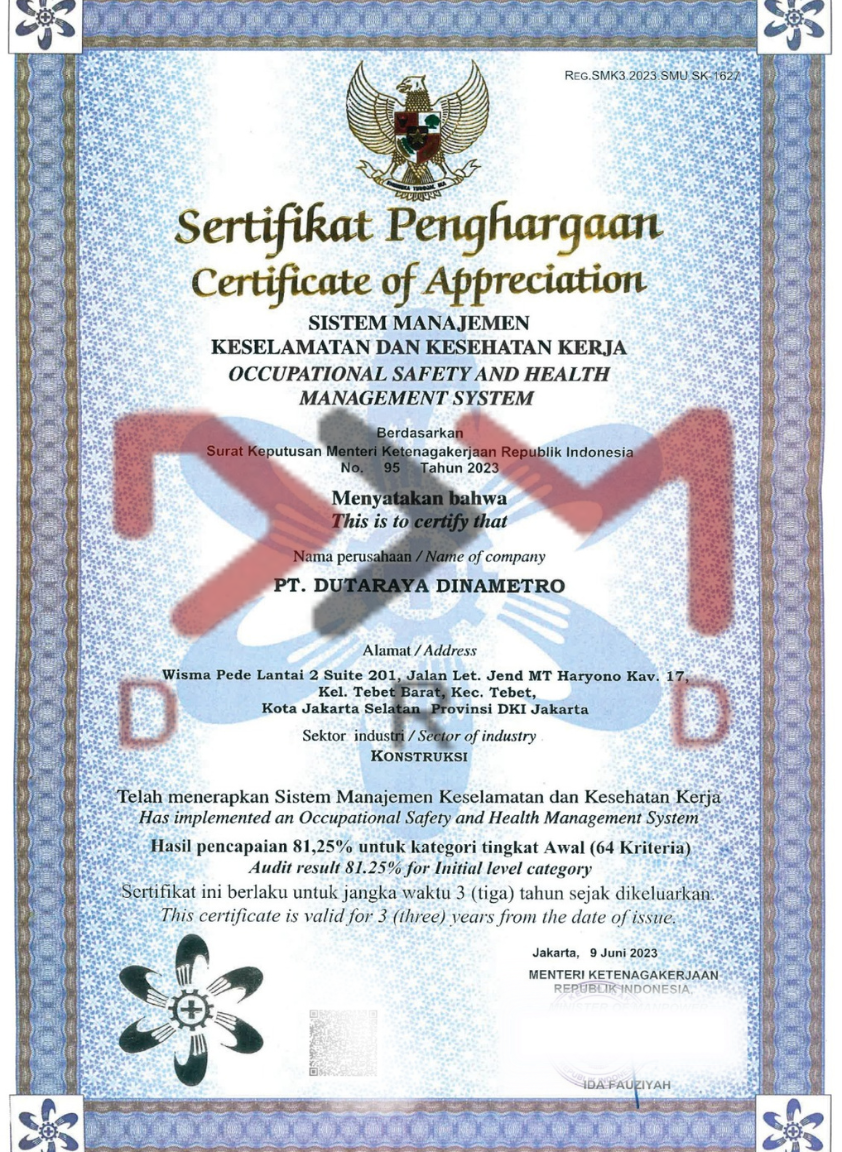 REG.SMK3.2023.SMU.SK-1627
BHINNEKA TUNGGAL IKA
Sertifikat Penghargaan
Certificate of Appreciation
SISTEM MANAJEMEN
KESELAMATAN DAN KESEHATAN KERJA
OCCUPATIONAL SAFETY AND HEALTH
MANAGEMENT SYSTEM
Berdasarkan
Surat Keputusan Menteri Ketenagakerjaan Republik Indonesia
No. 95 Tahun 2023
Menyatakan bahwa
This is to certify that
Nama perusahaan / Name of company
PT. DUTARAYA DINAMETRO
Alamat / Address
Wisma Pede Lantai 2 Suite 201, Jalan Let. Jend MT Haryono Kav. 17,
Kel. Tebet Barat, Kec. Tebet,
Kota Jakarta Selatan Provinsi DKI Jakarta
D R D
Sektor industri / Sector of industry
KONSTRUKSI
Telah menerapkan Sistem Manajemen Keselamatan dan Kesehatan Kerja
Has implemented an Occupational Safety and Health Management System
Hasil pencapaian 81,25% untuk kategori tingkat Awal (64 Kriteria)
Audit result 81.25% for Initial level category
Sertifikat ini berlaku untuk jangka waktu 3 (tiga) tahun sejak dikeluarkan.
This certificate is valid for 3 (three) years from the date of issue.
Jakarta, 9 Juni 2023
MENTERI KETENAGAKERJAAN
REPUBLIK INDONESIA,
IDA FAUZIYAH